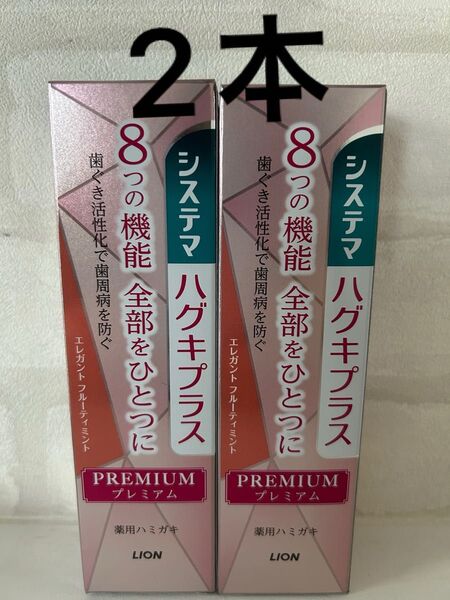 2本
システマ
ハグキプラス
8つの機能 全部をひとつに
歯ぐき活性化で歯周病を防ぐ
エレガント フルーティミント
PREMIUM
プレミアム
薬用ハミガキ
LION
システマ
ハグキプラス
8つの機能 全部をひとつに
歯ぐき活性化で歯周病を防ぐ
エレガント フルーティミント
PREMIUM
プレミアム
薬用ハミガキ
LION